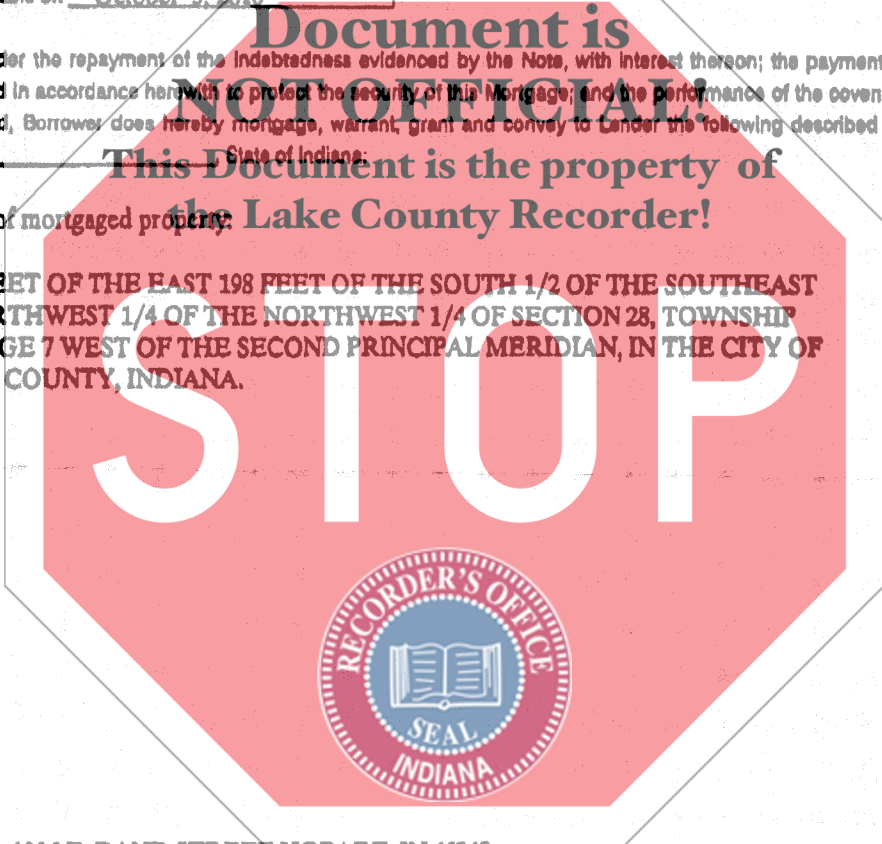 Document is
er the repayment of the Indebtedness evidenced by the Note, with interest thereon; the payment
NOT OFFICIAL!
in accordance herewith to protect the security of this Mortgage; and the performance of the coven
, Borrower does hereby mortgage, warrant, grant and convey to Lender the following described
, State of Indiana:
This Document is the property of
the Lake County Recorder!
of mortgaged property:
ET OF THE EAST 198 FEET OF THE SOUTH 1/2 OF THE SOUTHEAST
THWEST 1/4 OF THE NORTHWEST 1/4 OF SECTION 28, TOWNSHIP
GE 7 WEST OF THE SECOND PRINCIPAL MERIDIAN, IN THE CITY OF
COUNTY, INDIANA.
STOP
RECORDER'S OFFICE
SEAL
INDIANA